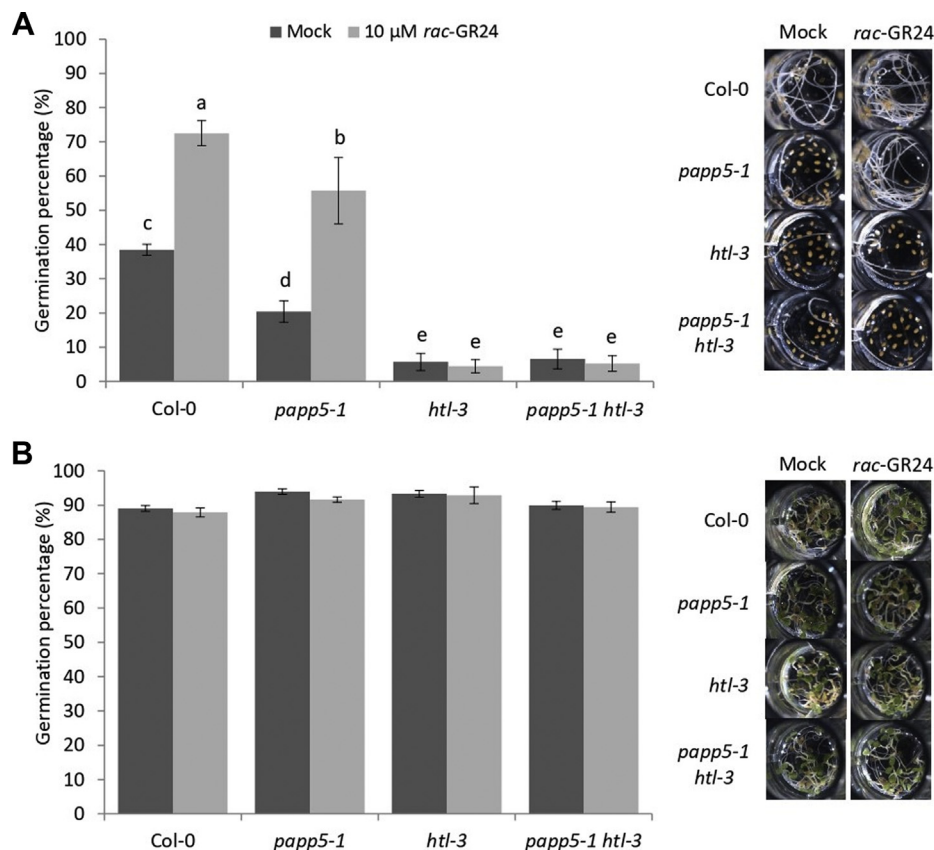 A
Mock 10 µM rac-GR24
Germination percentage (%)
100
90
80
70
60
50
40
30
20
10
0
c
a
d
b
e
e
e
e
Col-0
papp5-1
htl-3
papp5-1 htl-3
Mock
rac-GR24
Col-0
papp5-1
htl-3
papp5-1
htl-3
B
Germination percentage (%)
100
90
80
70
60
50
40
30
20
10
0
Col-0
papp5-1
htl-3
papp5-1 htl-3
Mock
rac-GR24
Col-0
papp5-1
htl-3
papp5-1
htl-3